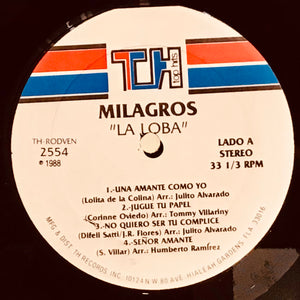 TH
top hits
MILAGROS
"LA LOBA"
TH-RODVEN
2554
℗ 1988
LADO A
STEREO
33 1/3 RPM
1.-UNA AMANTE COMO YO
(Lolita de la Colina) Arr.: Julito Alvarado
2.-JUGUE TU PAPEL
(Corinne Oviedo) Arr.: Tommy Villariny
3.-NO QUIERO SER TU COMPLICE
(Difeli Satti/J.R. Flores) Arr.: Julito Alvarado
4.-SEÑOR AMANTE
(S. Villar) Arr.: Humberto Ramírez
MFG & DIST. TH RECORDS INC. 10124 N W 80 AVE. HIALEAH GARDENS, FLA 33016